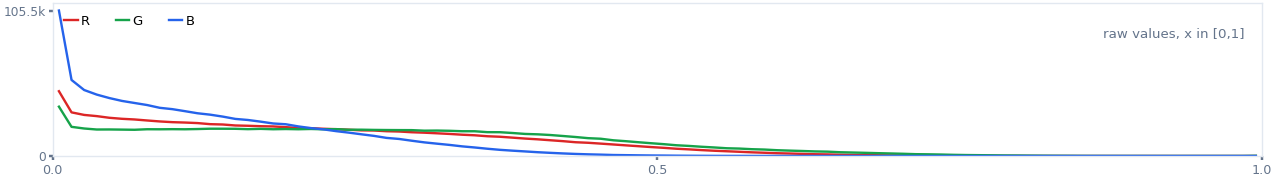 105.5k
R G B
raw values, x in [0,1]
0
0.0 0.5 1.0